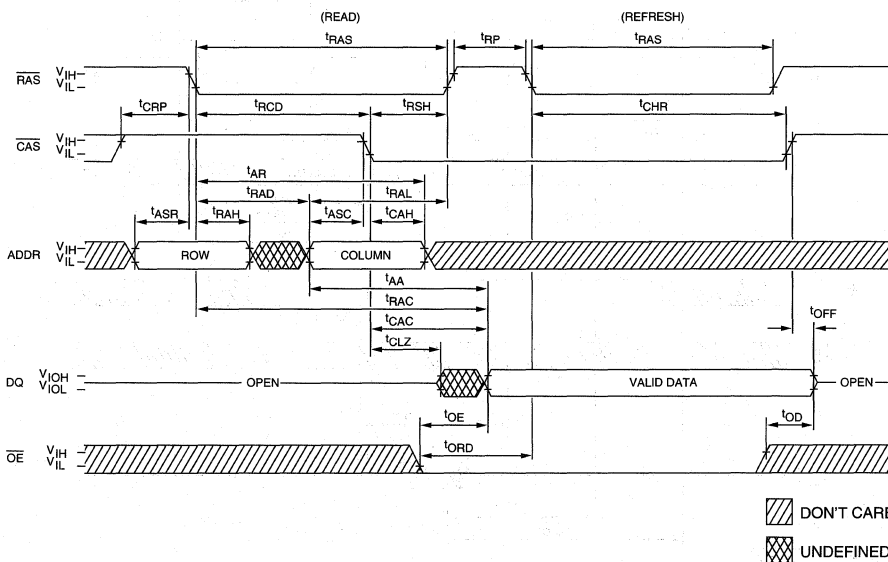 (READ) (REFRESH)
tRAS tRP tRAS
RAS VIH VIL
tCRP tRCD tRSH tCHR
CAS VIH VIL
tAR
tRAD tRAL
tASR tRAH tASC tCAH
ADDR VIH VIL ROW COLUMN
tAA
tRAC
tCAC tOFF
tCLZ
DQ VIOH VIOL OPEN VALID DATA OPEN
tOE tOD
tORD
OE VIH VIL
DON'T CARE
UNDEFINED